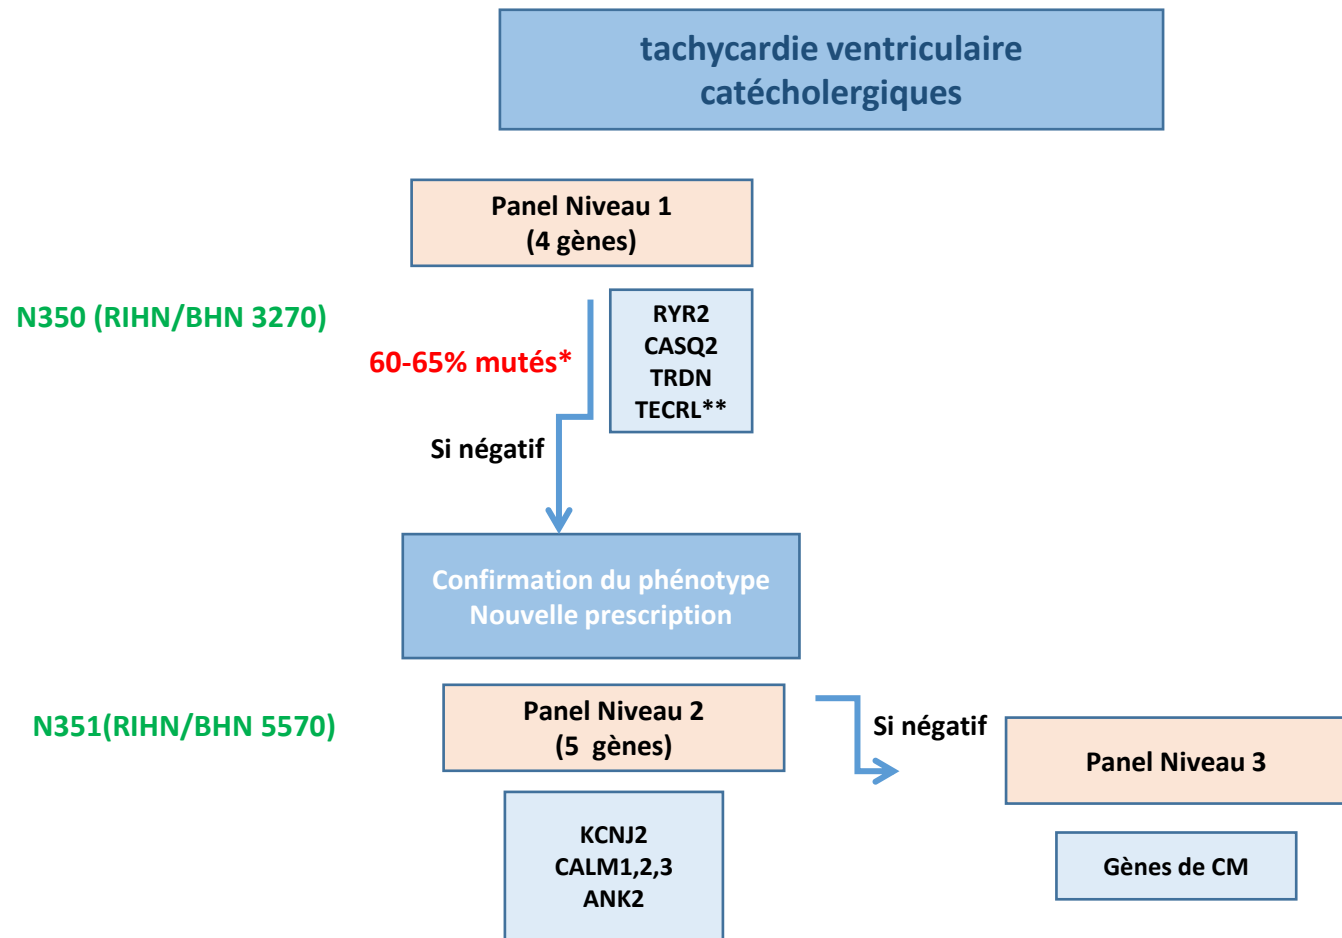 tachycardie ventriculaire
catécholergiques
Panel Niveau 1
(4 gènes)
N350 (RIHN/BHN 3270)
60-65% mutés*
RYR2
CASQ2
TRDN
TECRL**
Si négatif
Confirmation du phénotype
Nouvelle prescription
N351(RIHN/BHN 5570)
Panel Niveau 2
(5 gènes)
Si négatif
Panel Niveau 3
KCNJ2
CALM1,2,3
ANK2
Gènes de CM